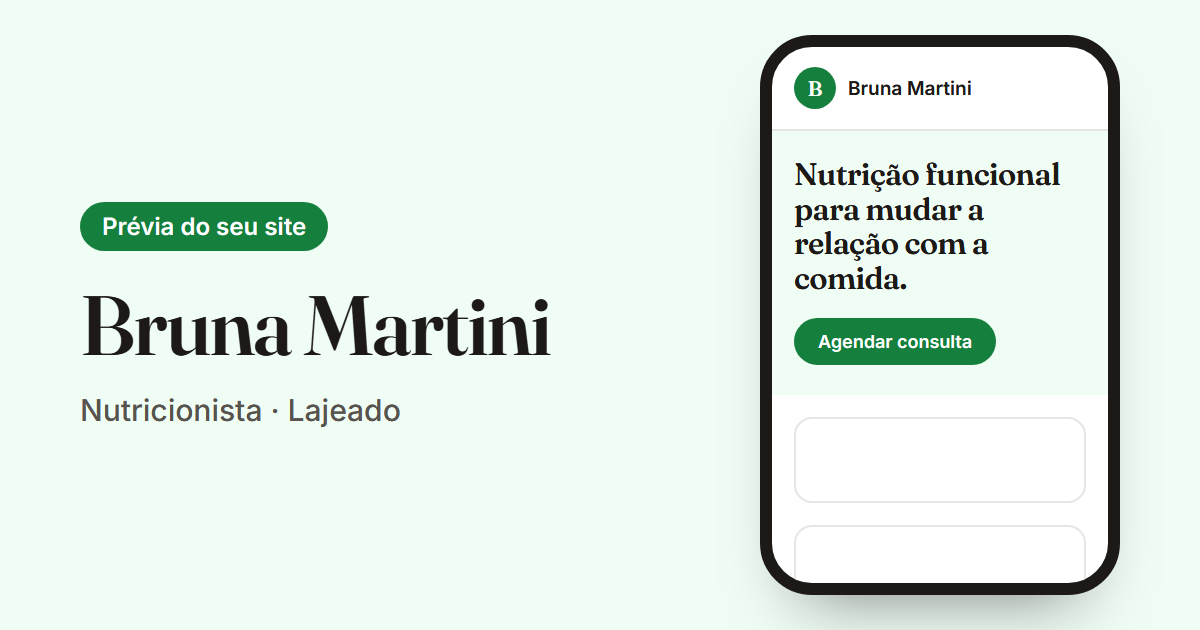 Prévia do seu site
Bruna Martini
Nutricionista · Lajeado
B
Bruna Martini
Nutrição funcional
para mudar a
relação com a
comida.
Agendar consulta